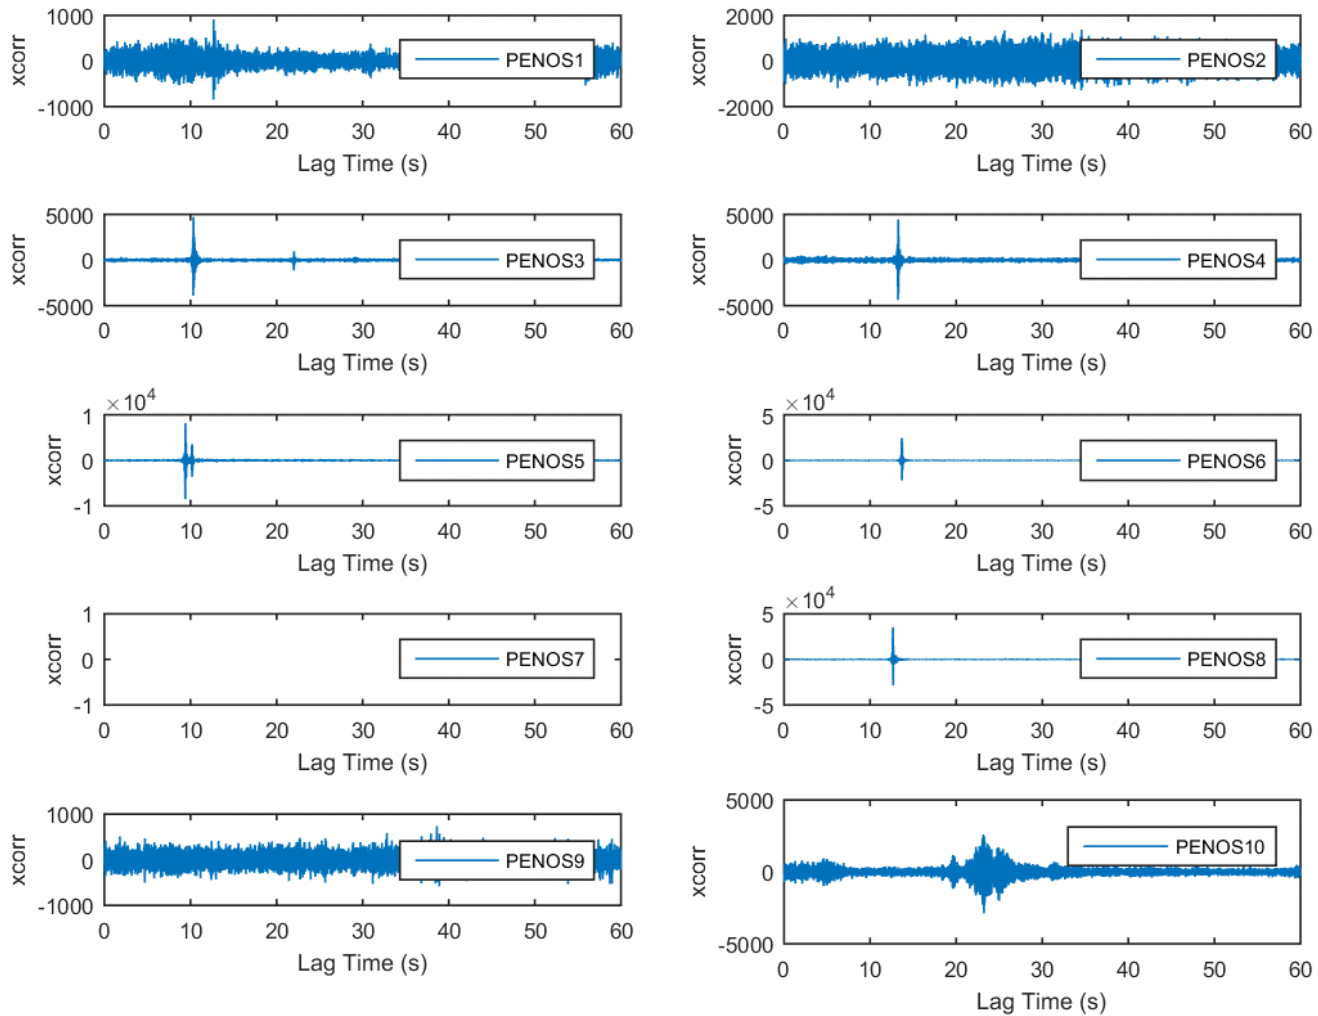 1000
0
-1000
xcorr
PENOS1
0 10 20 30 40 50 60
Lag Time (s)
2000
0
-2000
xcorr
PENOS2
0 10 20 30 40 50 60
Lag Time (s)
5000
0
-5000
xcorr
PENOS3
0 10 20 30 40 50 60
Lag Time (s)
5000
0
-5000
xcorr
PENOS4
0 10 20 30 40 50 60
Lag Time (s)
×10⁴
1
0
-1
xcorr
PENOS5
0 10 20 30 40 50 60
Lag Time (s)
×10⁴
5
0
-5
xcorr
PENOS6
0 10 20 30 40 50 60
Lag Time (s)
1
0
-1
xcorr
PENOS7
0 10 20 30 40 50 60
Lag Time (s)
×10⁴
5
0
-5
xcorr
PENOS8
0 10 20 30 40 50 60
Lag Time (s)
1000
0
-1000
xcorr
PENOS9
0 10 20 30 40 50 60
Lag Time (s)
5000
0
-5000
xcorr
PENOS10
0 10 20 30 40 50 60
Lag Time (s)